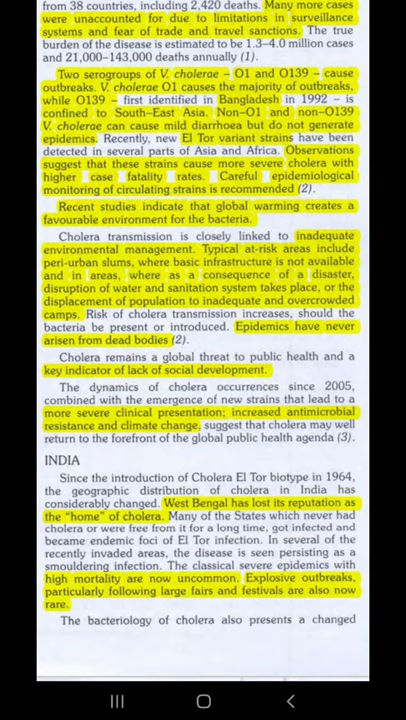 from 38 countries, including 2,420 deaths. Many more cases
were unaccounted for due to limitations in surveillance
systems and fear of trade and travel sanctions. The true
burden of the disease is estimated to be 1.3–4.0 million cases
and 21,000–143,000 deaths annually (1).
Two serogroups of V. cholerae – O1 and O139 – cause
outbreaks. V. cholerae O1 causes the majority of outbreaks,
while O139 – first identified in Bangladesh in 1992 – is
confined to South-East Asia. Non-O1 and non-O139
V. cholerae can cause mild diarrhoea but do not generate
epidemics. Recently, new El Tor variant strains have been
detected in several parts of Asia and Africa. Observations
suggest that these strains cause more severe cholera with
higher case fatality rates. Careful epidemiological
monitoring of circulating strains is recommended (2).
Recent studies indicate that global warming creates a
favourable environment for the bacteria.
Cholera transmission is closely linked to inadequate
environmental management. Typical at-risk areas include
peri-urban slums, where basic infrastructure is not available
and in areas, where as a consequence of a disaster,
disruption of water and sanitation system takes place, or the
displacement of population to inadequate and overcrowded
camps. Risk of cholera transmission increases, should the
bacteria be present or introduced. Epidemics have never
arisen from dead bodies (2).
Cholera remains a global threat to public health and a
key indicator of lack of social development.
The dynamics of cholera occurrences since 2005,
combined with the emergence of new strains that lead to a
more severe clinical presentation; increased antimicrobial
resistance and climate change, suggest that cholera may well
return to the forefront of the global public health agenda (3).
INDIA
Since the introduction of Cholera El Tor biotype in 1964,
the geographic distribution of cholera in India has
considerably changed. West Bengal has lost its reputation as
the "home" of cholera. Many of the States which never had
cholera or were free from it for a long time, got infected and
became endemic foci of El Tor infection. In several of the
recently invaded areas, the disease is seen persisting as a
smouldering infection. The classical severe epidemics with
high mortality are now uncommon. Explosive outbreaks,
particularly following large fairs and festivals are also now
rare.
The bacteriology of cholera also presents a changed